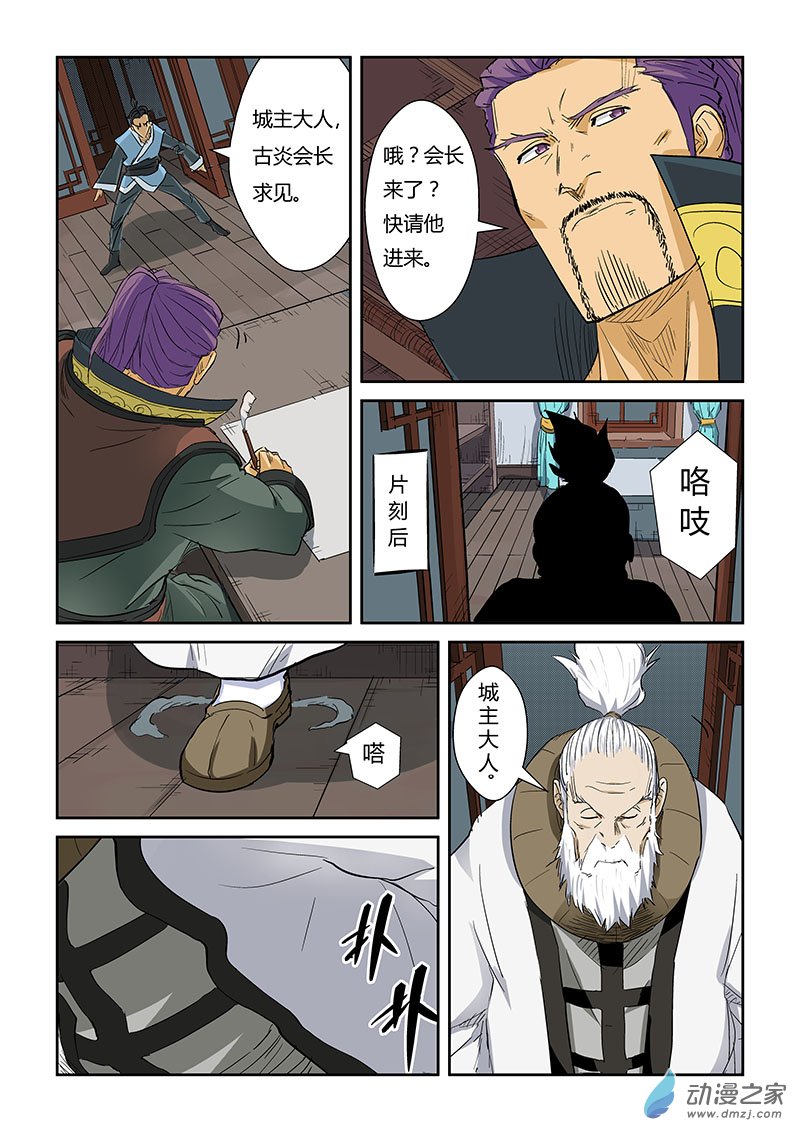 城主大人，
古炎会长
求见。
哦？会长
来了？
快请他
进来。
片刻后
咯吱
嗒
城主大人。
扑
扑
动漫之家
www.dmzj.com